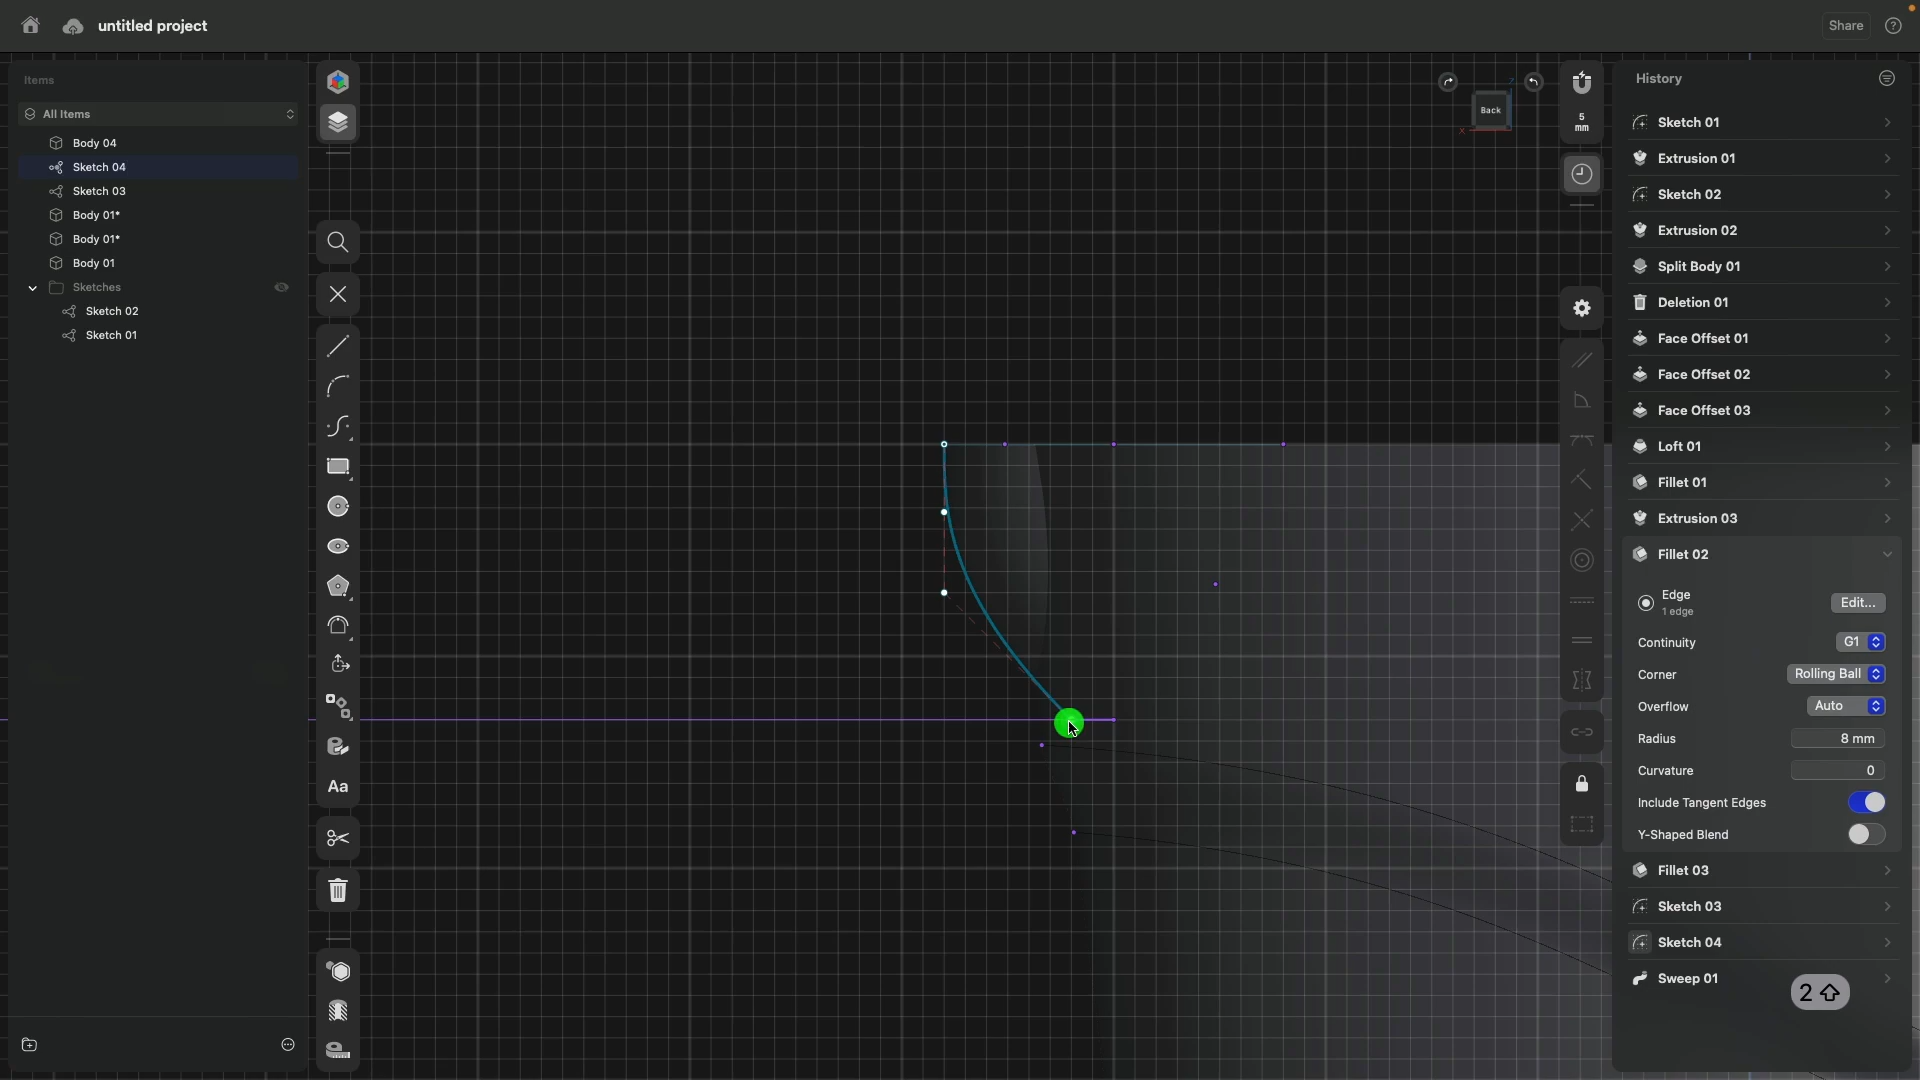 untitled project
Share
Items
All Items
Body 04
Sketch 04
Sketch 03
Body 01*
Body 01*
Body 01
Sketches
Sketch 02
Sketch 01
Aa
Z
Back
X
5
mm
History
Sketch 01
Extrusion 01
Sketch 02
Extrusion 02
Split Body 01
Deletion 01
Face Offset 01
Face Offset 02
Face Offset 03
Loft 01
Fillet 01
Extrusion 03
Fillet 02
Edge
1 edge
Edit...
Continuity G1
Corner Rolling Ball
Overflow Auto
Radius 8 mm
Curvature 0
Include Tangent Edges
Y-Shaped Blend
Fillet 03
Sketch 03
Sketch 04
Sweep 01
2